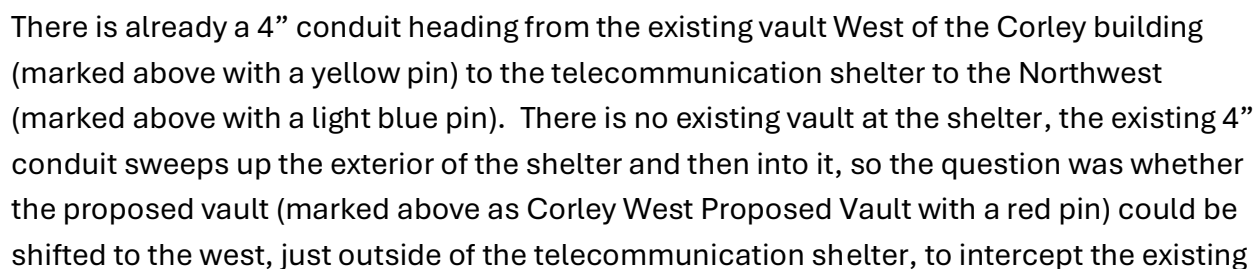 There is already a 4” conduit heading from the existing vault West of the Corley building
(marked above with a yellow pin) to the telecommunication shelter to the Northwest
(marked above with a light blue pin).  There is no existing vault at the shelter, the existing 4”
conduit sweeps up the exterior of the shelter and then into it, so the question was whether
the proposed vault (marked above as Corley West Proposed Vault with a red pin) could be
shifted to the west, just outside of the telecommunication shelter, to intercept the existing